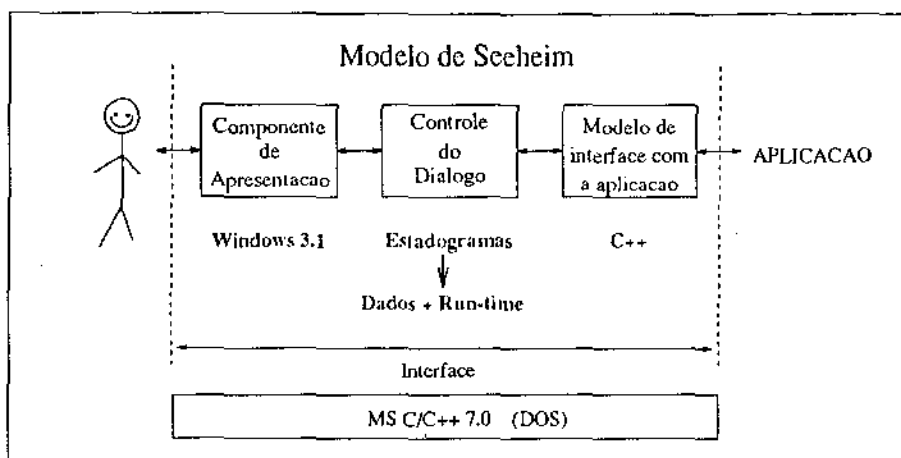 Modelo de Seeheim
Componente
de
Apresentacao
Controle
do
Dialogo
Modelo de
interface com
a aplicacao
APLICACAO
Windows 3.1
Estadogramas
C++
Dados + Run-time
Interface
MS C/C++ 7.0 (DOS)